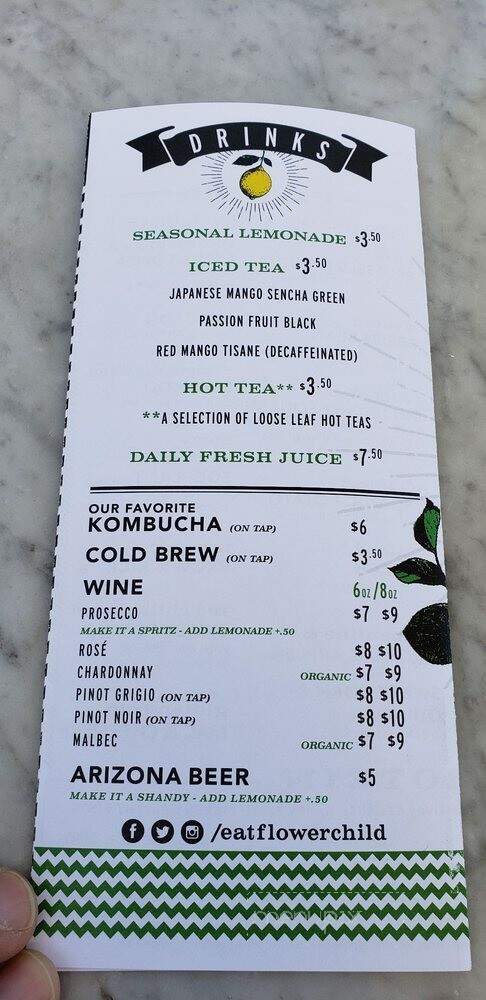 DRINKS
SEASONAL LEMONADE $3.50
ICED TEA $3.50
JAPANESE MANGO SENCHA GREEN
PASSION FRUIT BLACK
RED MANGO TISANE (DECAFFEINATED)
HOT TEA** $3.50
**A SELECTION OF LOOSE LEAF HOT TEAS
DAILY FRESH JUICE $7.50
OUR FAVORITE
KOMBUCHA (ON TAP) $6
COLD BREW (ON TAP) $3.50
WINE 6OZ/8OZ
PROSECCO $7 $9
MAKE IT A SPRITZ - ADD LEMONADE +.50
ROSÉ $8 $10
CHARDONNAY ORGANIC $7 $9
PINOT GRIGIO (ON TAP) $8 $10
PINOT NOIR (ON TAP) $8 $10
MALBEC ORGANIC $7 $9
ARIZONA BEER $5
MAKE IT A SHANDY - ADD LEMONADE +.50
/eatflowerchild